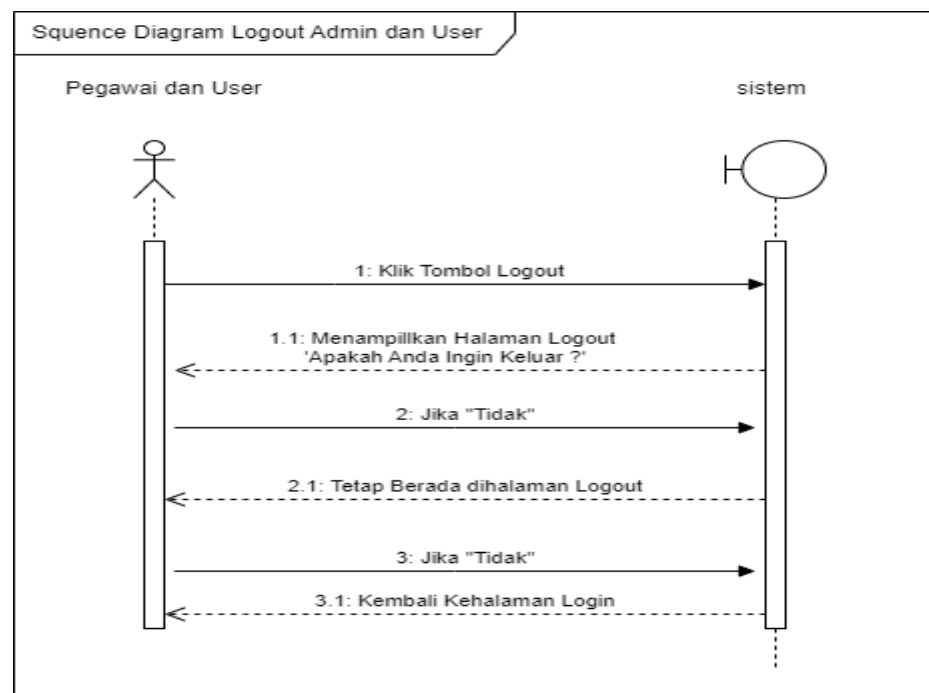 Squence Diagram Logout Admin dan User
Pegawai dan User
sistem
1: Klik Tombol Logout
1.1: Menampillkan Halaman Logout
'Apakah Anda Ingin Keluar ?'
2: Jika "Tidak"
2.1: Tetap Berada dihalaman Logout
3: Jika "Tidak"
3.1: Kembali Kehalaman Login